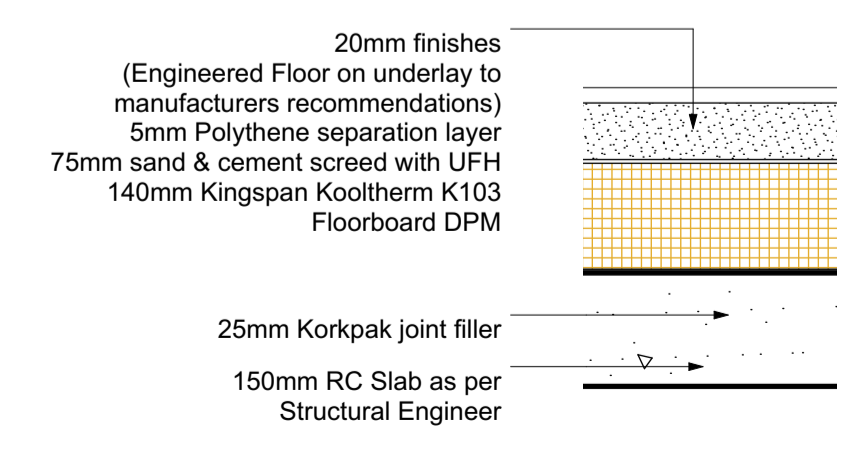 20mm finishes
(Engineered Floor on underlay to
manufacturers recommendations)
5mm Polythene separation layer
75mm sand & cement screed with UFH
140mm Kingspan Kooltherm K103
Floorboard DPM
25mm Korkpak joint filler
150mm RC Slab as per
Structural Engineer